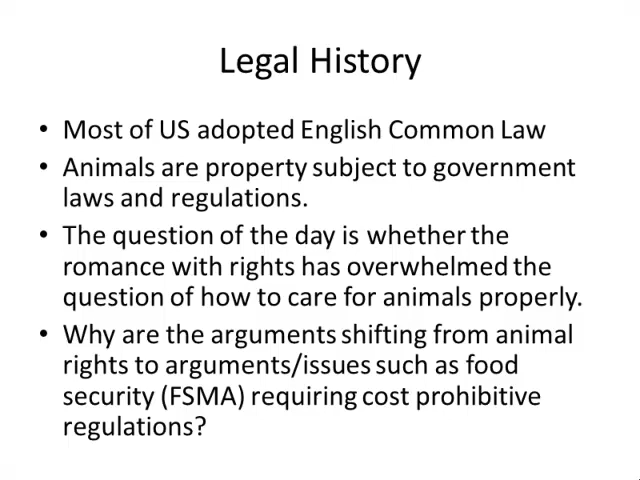 Legal History
• Most of US adopted English Common Law
• Animals are property subject to government
laws and regulations.
• The question of the day is whether the
romance with rights has overwhelmed the
question of how to care for animals properly.
• Why are the arguments shifting from animal
rights to arguments/issues such as food
security (FSMA) requiring cost prohibitive
regulations?